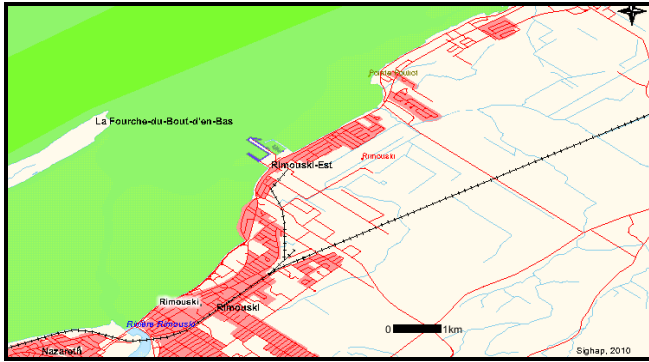 La Fourche-du-Bout-d'en-Bas
Rimouski-Est
Rimouski
Rimouski
Rimouski
Rivière Rimouski
Nazareth
0 1km
Sighap, 2010